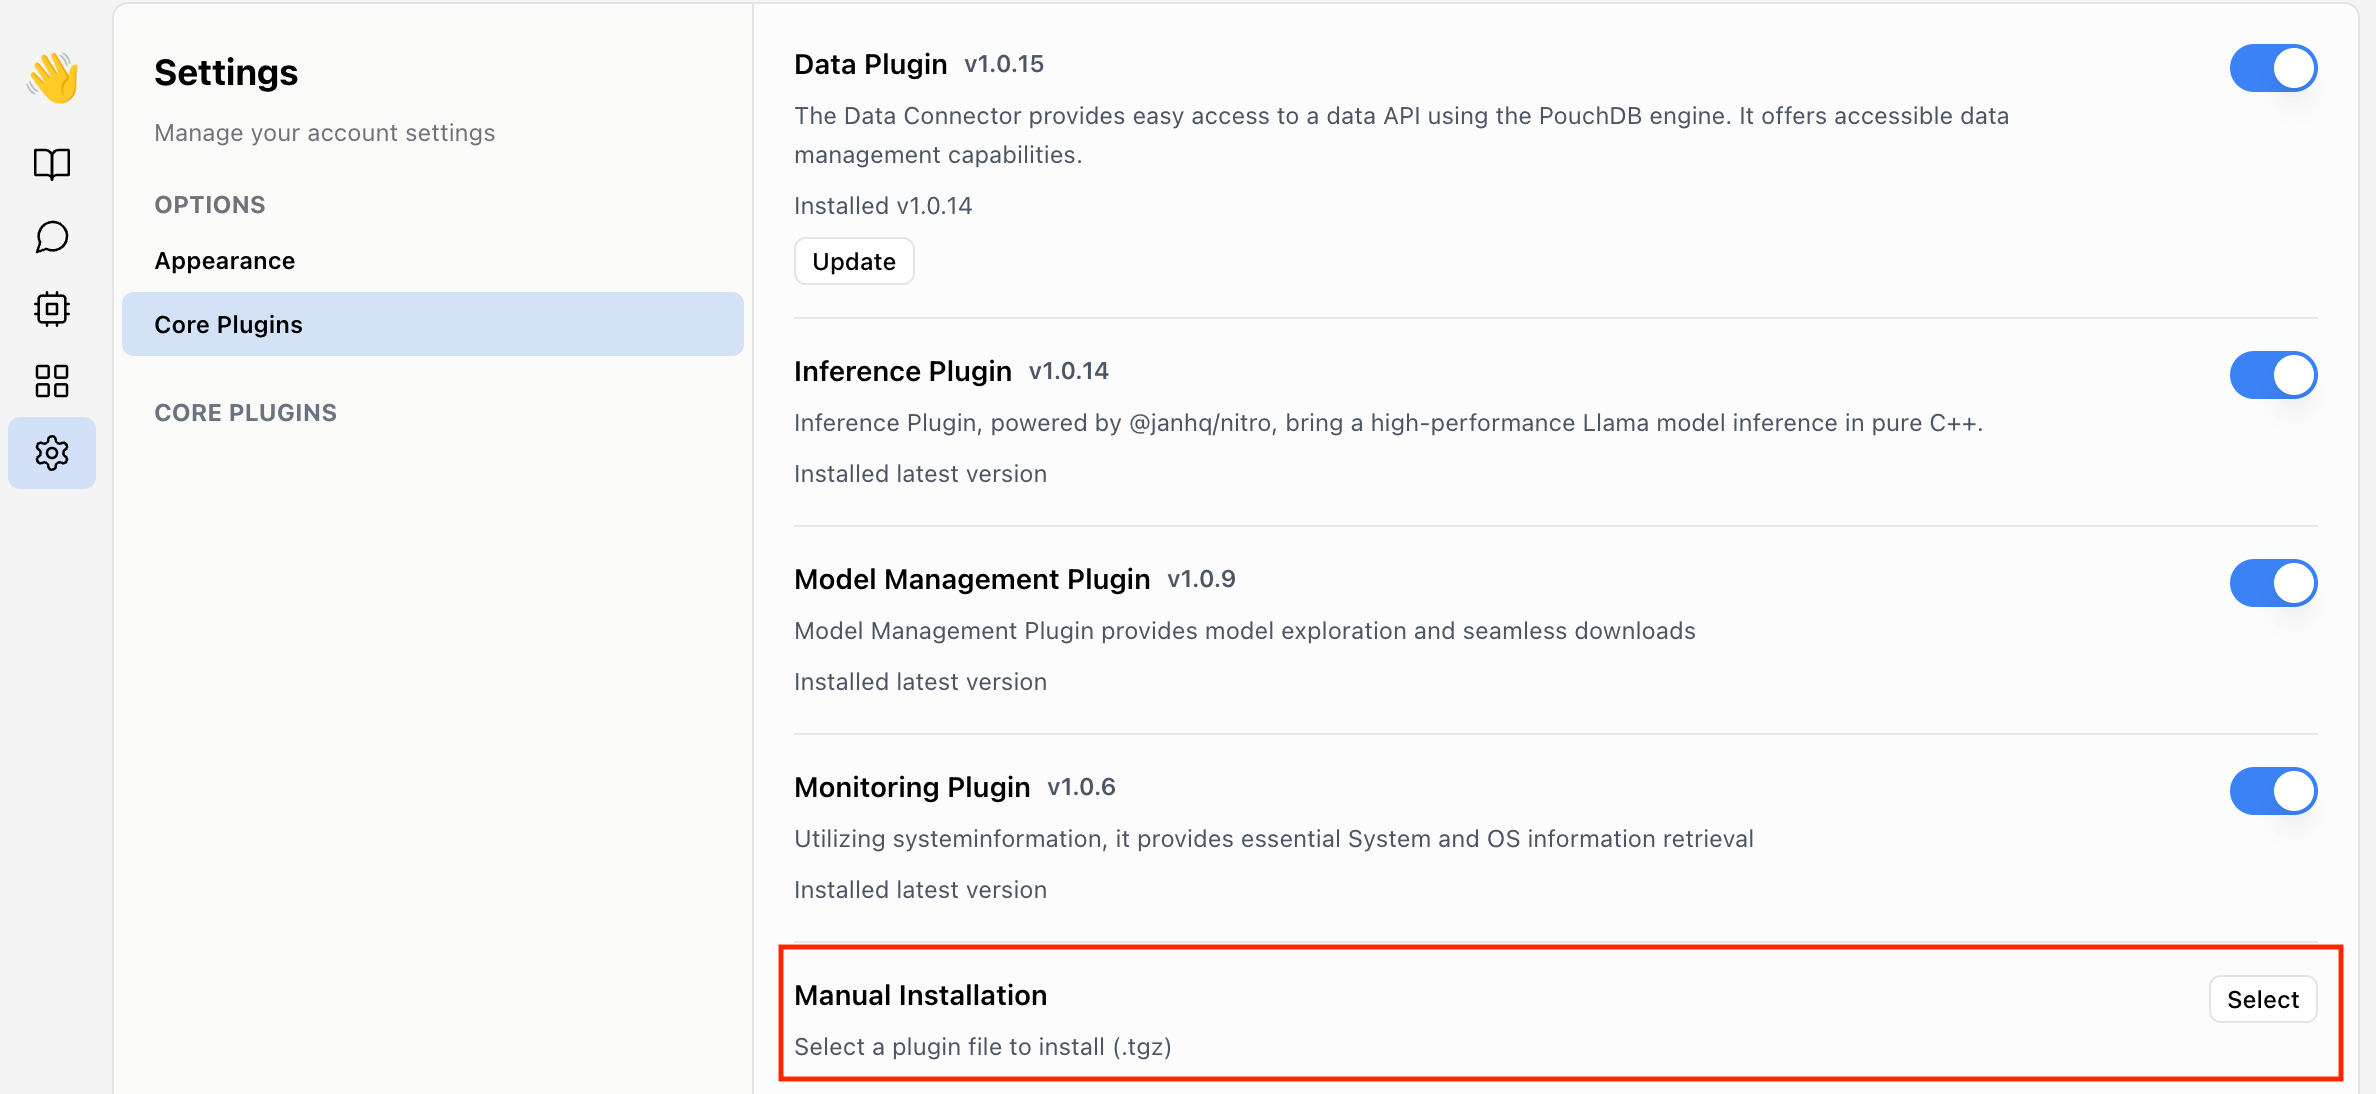 Settings
Manage your account settings
OPTIONS
Appearance
Core Plugins
CORE PLUGINS
Data Plugin v1.0.15
The Data Connector provides easy access to a data API using the PouchDB engine. It offers accessible data
management capabilities.
Installed v1.0.14
Update
Inference Plugin v1.0.14
Inference Plugin, powered by @janhq/nitro, bring a high-performance Llama model inference in pure C++.
Installed latest version
Model Management Plugin v1.0.9
Model Management Plugin provides model exploration and seamless downloads
Installed latest version
Monitoring Plugin v1.0.6
Utilizing systeminformation, it provides essential System and OS information retrieval
Installed latest version
Manual Installation
Select
Select a plugin file to install (.tgz)